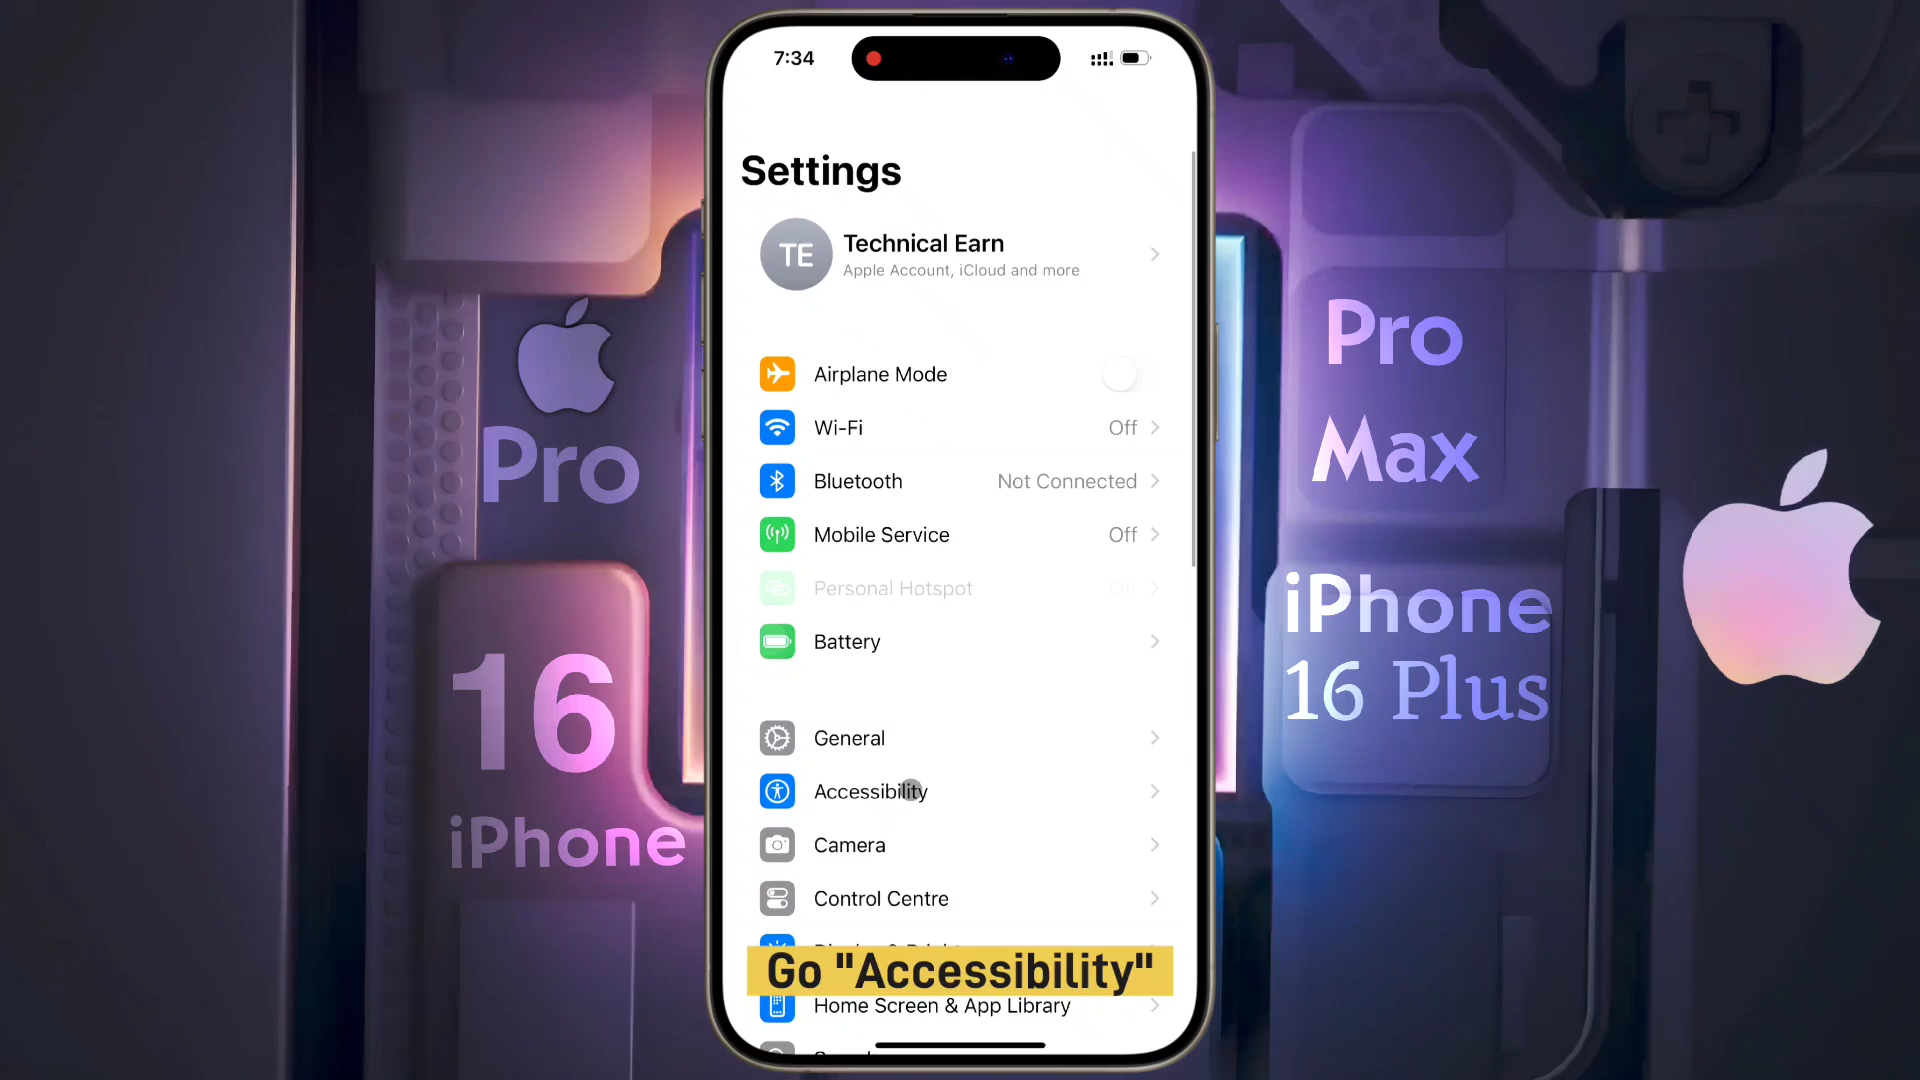 7:34
Settings
TE
Technical Earn
Apple Account, iCloud and more
Airplane Mode
Wi-Fi
Off
Bluetooth
Not Connected
Mobile Service
Off
Personal Hotspot
Off
Battery
General
Accessibility
Camera
Control Centre
Go "Accessibility"
Home Screen & App Library
Pro
16
iPhone
Pro
Max
iPhone
16 Plus